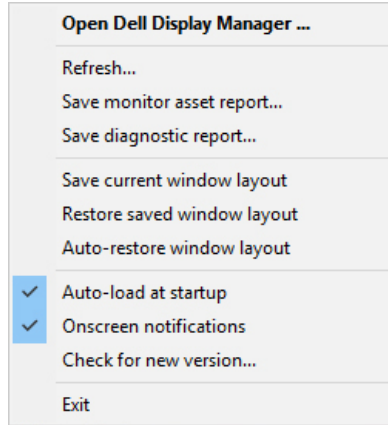 Open Dell Display Manager ...
Refresh...
Save monitor asset report...
Save diagnostic report...
Save current window layout
Restore saved window layout
Auto-restore window layout
Auto-load at startup
Onscreen notifications
Check for new version...
Exit